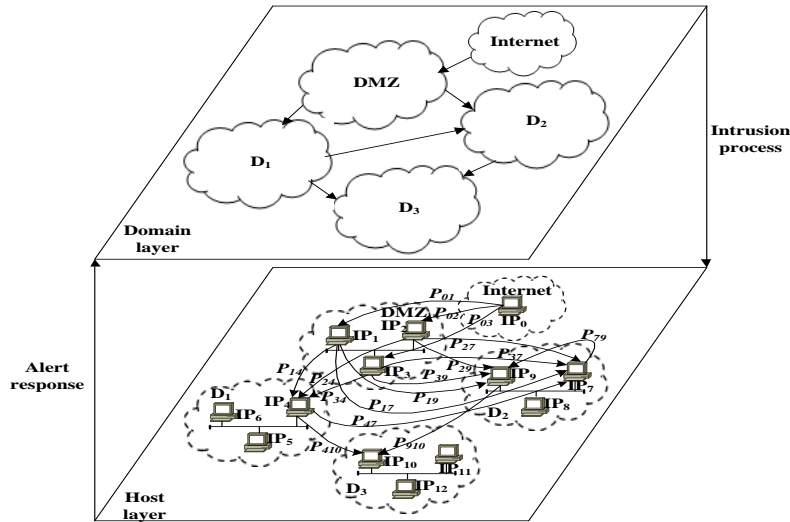 Internet
DMZ
D2
Intrusion
process
D1
D3
Domain
layer
Internet
P01
DMZ
P02
P03
IP0
P79
IP1
IP2
P27
P37
P14
IP3
P29
IP9
P24
P39
IP7
Alert
response
P34
P19
IP4
P17
D1
IP6
P47
D2
IP8
IP5
P410
P910
IP10
IP11
D3
IP12
Host
layer